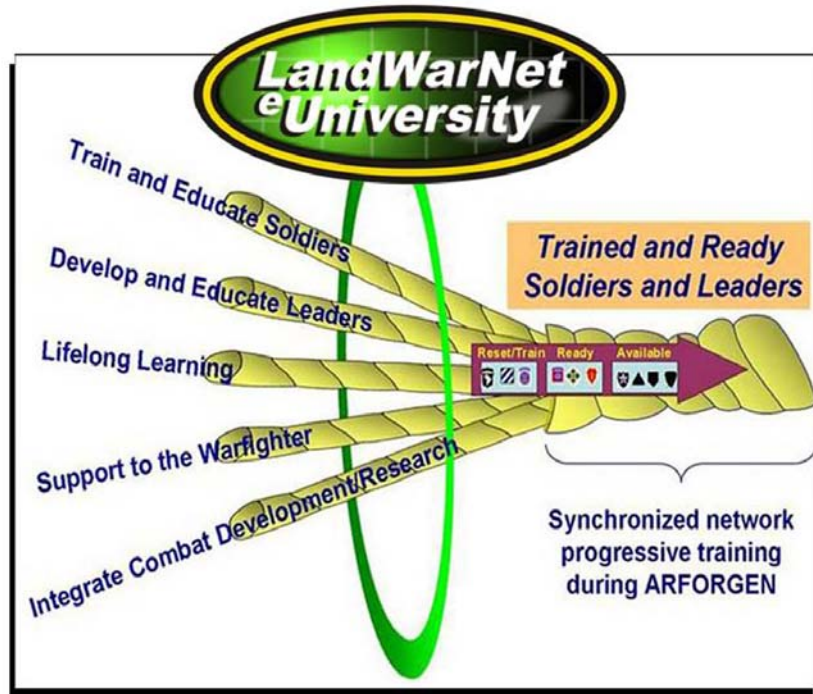 LandWarNet
eUniversity
Train and Educate Soldiers
Develop and Educate Leaders
Lifelong Learning
Support to the Warfighter
Integrate Combat Development/Research
Trained and Ready
Soldiers and Leaders
Reset/Train Ready Available
Synchronized network
progressive training
during ARFORGEN